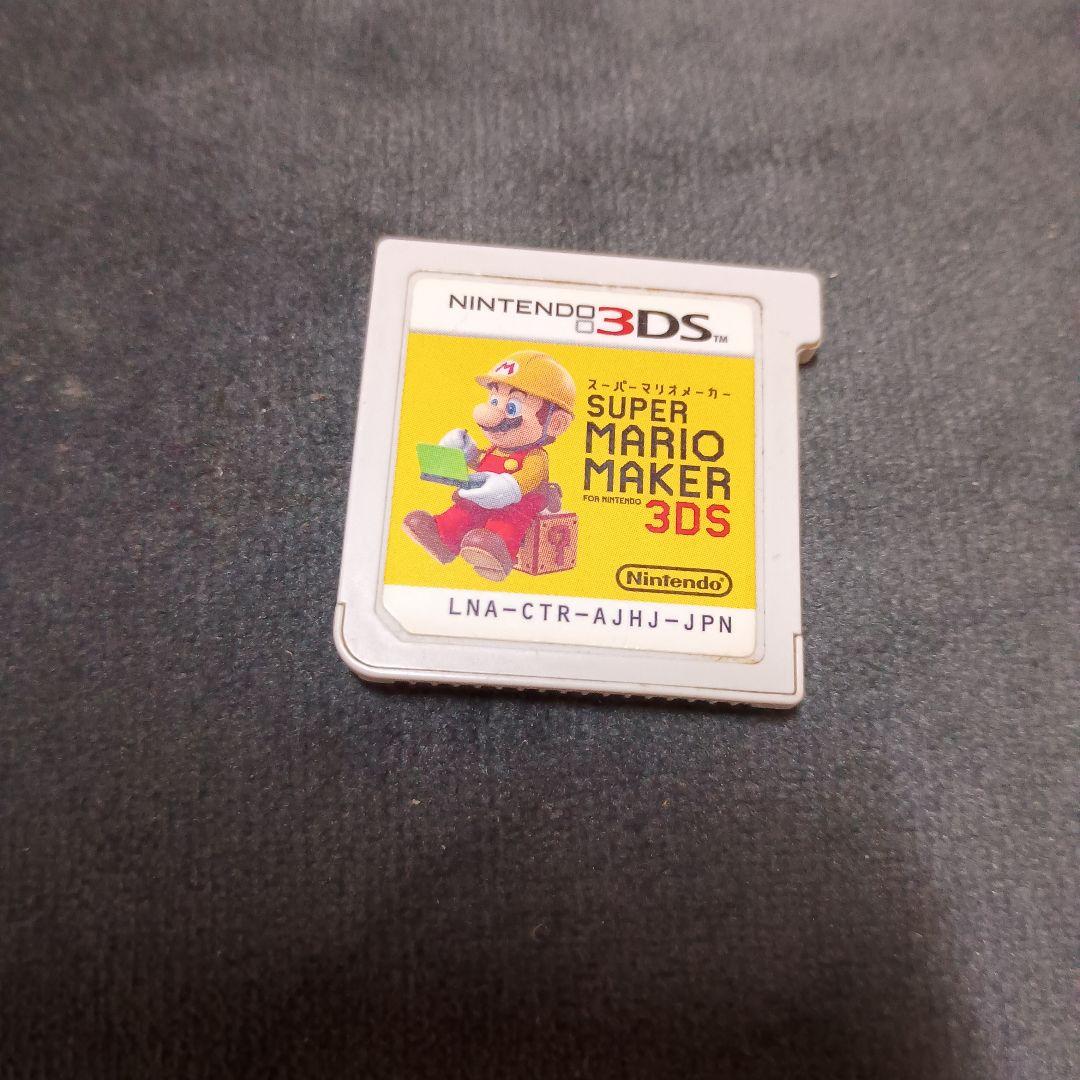 NINTENDO 3DS™
M
スーパーマリオメーカー
SUPER
MARIO
MAKER
FOR NINTENDO
3DS
Nintendo®
LNA-CTR-AJHJ-JPN